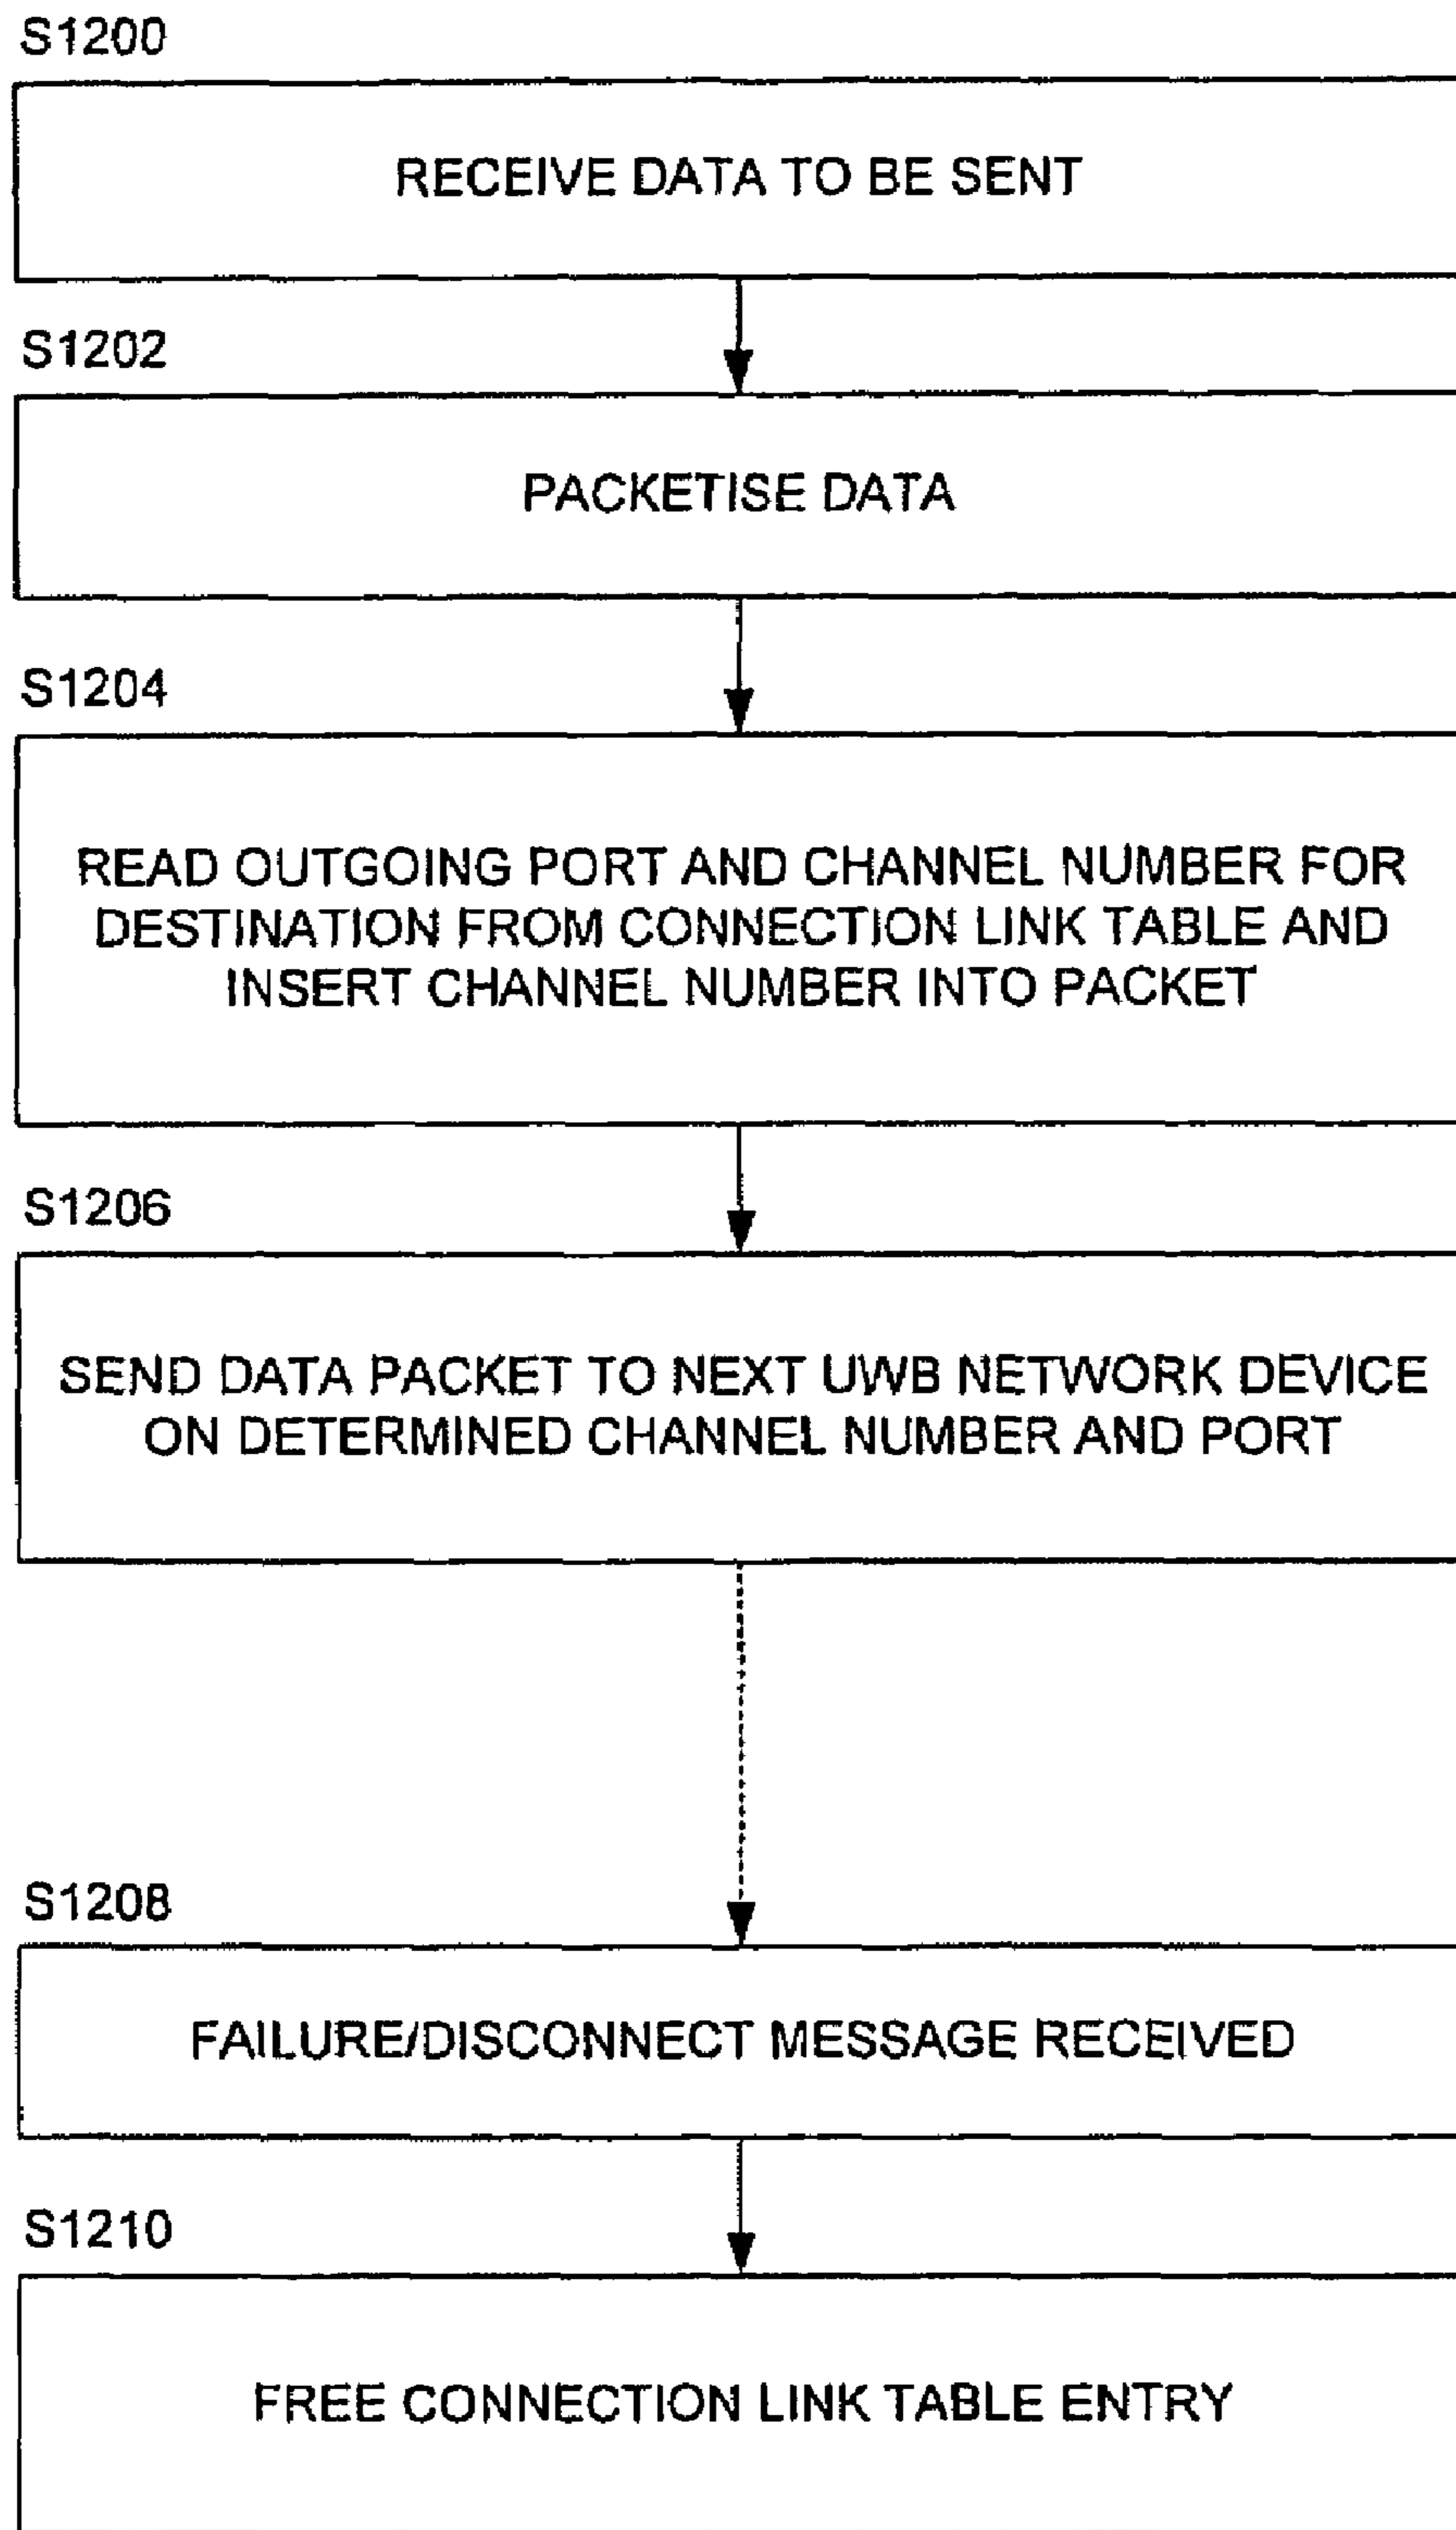 S1200
RECEIVE DATA TO BE SENT
S1202
PACKETISE DATA
S1204
READ OUTGOING PORT AND CHANNEL NUMBER FOR
DESTINATION FROM CONNECTION LINK TABLE AND
INSERT CHANNEL NUMBER INTO PACKET
S1206
SEND DATA PACKET TO NEXT UWB NETWORK DEVICE
ON DETERMINED CHANNEL NUMBER AND PORT
S1208
FAILURE/DISCONNECT MESSAGE RECEIVED
S1210
FREE CONNECTION LINK TABLE ENTRY